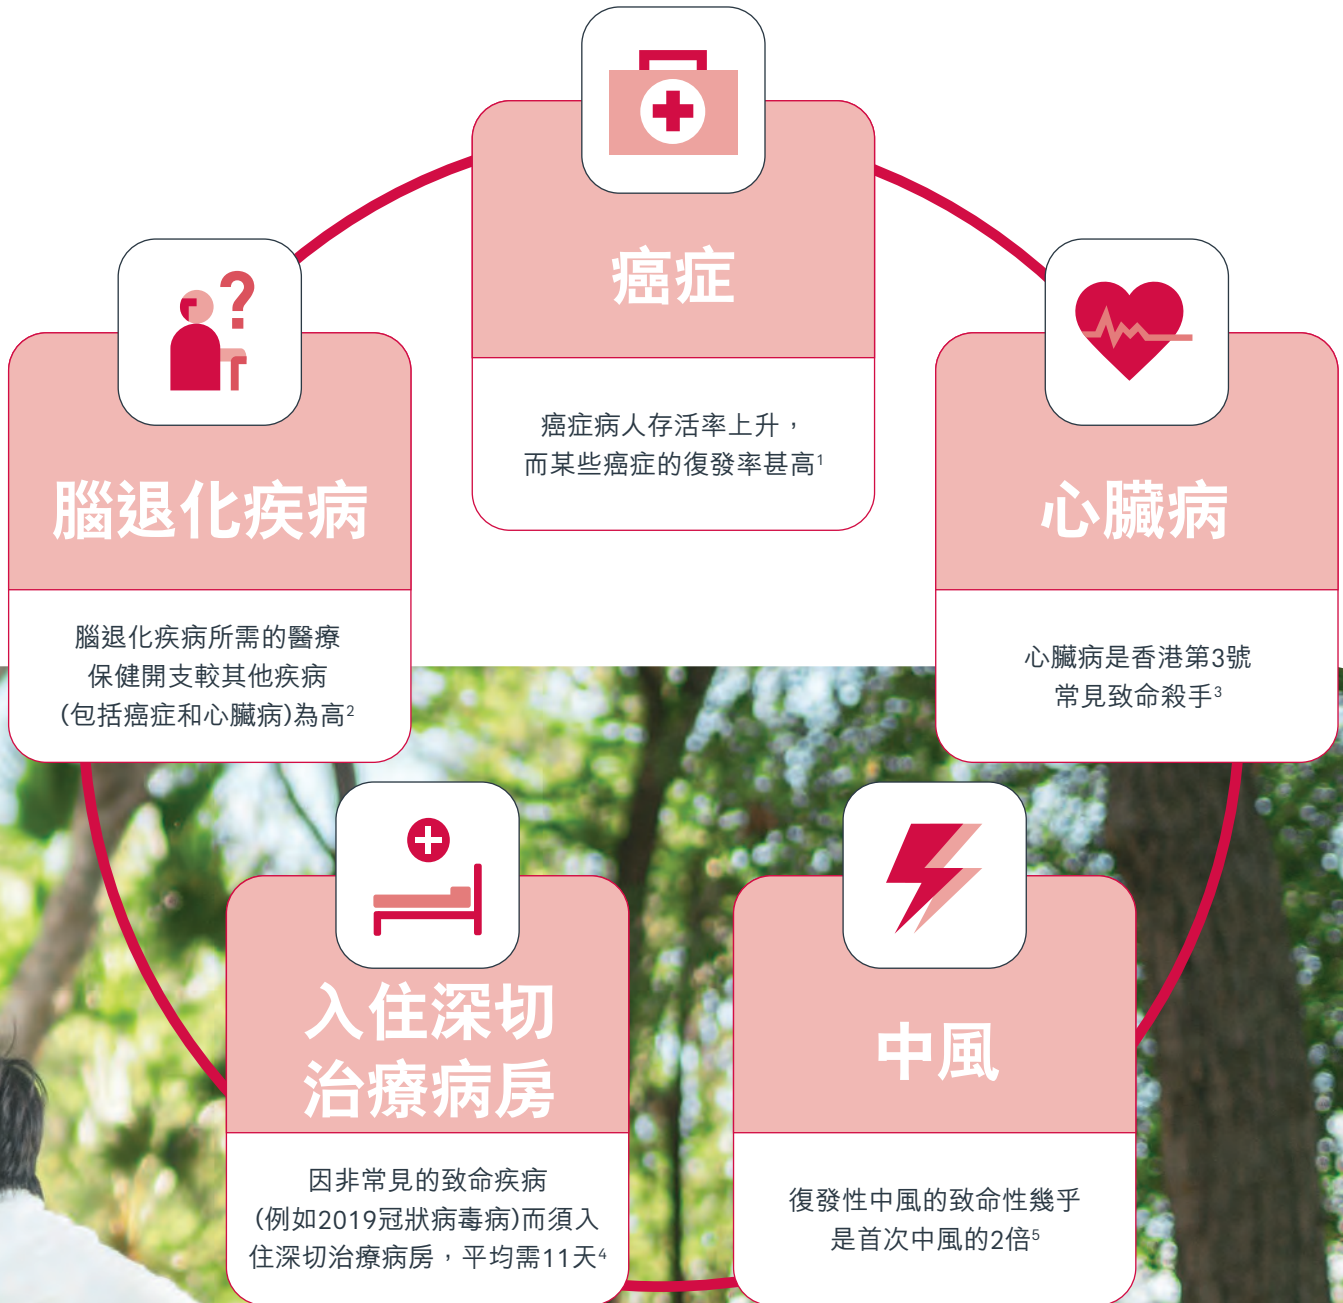 癌症
癌症病人存活率上升，
而某些癌症的復發率甚高1
腦退化疾病
腦退化疾病所需的醫療
保健開支較其他疾病
(包括癌症和心臟病)為高2
心臟病
心臟病是香港第3號
常見致命殺手3
入住深切
治療病房
因非常見的致命疾病
(例如2019冠狀病毒病)而須入
住深切治療病房，平均需11天4
中風
復發性中風的致命性幾乎
是首次中風的2倍5